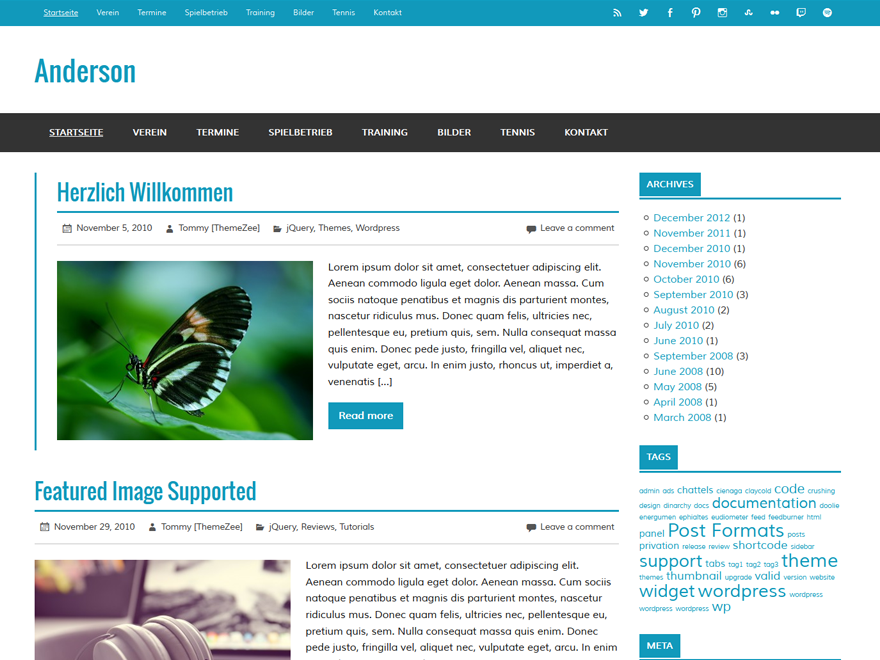 Startseite Verein Termine Spielbetrieb Training Bilder Tennis Kontakt
Anderson
STARTSEITE VEREIN TERMINE SPIELBETRIEB TRAINING BILDER TENNIS KONTAKT
Herzlich Willkommen
November 5, 2010 Tommy [ThemeZee] jQuery, Themes, Wordpress Leave a comment
Lorem ipsum dolor sit amet, consectetuer adipiscing elit.
Aenean commodo ligula eget dolor. Aenean massa. Cum
sociis natoque penatibus et magnis dis parturient montes,
nascetur ridiculus mus. Donec quam felis, ultricies nec,
pellentesque eu, pretium quis, sem. Nulla consequat massa
quis enim. Donec pede justo, fringilla vel, aliquet nec,
vulputate eget, arcu. In enim justo, rhoncus ut, imperdiet a,
venenatis [...]
Read more
Featured Image Supported
November 29, 2010 Tommy [ThemeZee] jQuery, Reviews, Tutorials Leave a comment
Lorem ipsum dolor sit amet, consectetuer adipiscing elit.
Aenean commodo ligula eget dolor. Aenean massa. Cum sociis
natoque penatibus et magnis dis parturient montes, nascetur
ridiculus mus. Donec quam felis, ultricies nec, pellentesque eu,
pretium quis, sem. Nulla consequat massa quis enim. Donec
pede justo, fringilla vel, aliquet nec, vulputate eget, arcu. In enim
ARCHIVES
December 2012 (1)
November 2011 (1)
December 2010 (1)
November 2010 (6)
October 2010 (6)
September 2010 (3)
August 2010 (2)
July 2010 (2)
June 2010 (1)
September 2008 (3)
June 2008 (10)
May 2008 (5)
April 2008 (1)
March 2008 (1)
TAGS
admin ads chattels cienaga claycold code crushing
design dinarchy docs documentation doolie
energumen ephialtes eudiometer feed feedburner html
panel Post Formats posts
privation release review shortcode sidebar
support tabs tag1 tag2 tag3 theme
themes thumbnail upgrade valid version website
widget wordpress wordpress
wordpress wordpress wp
META